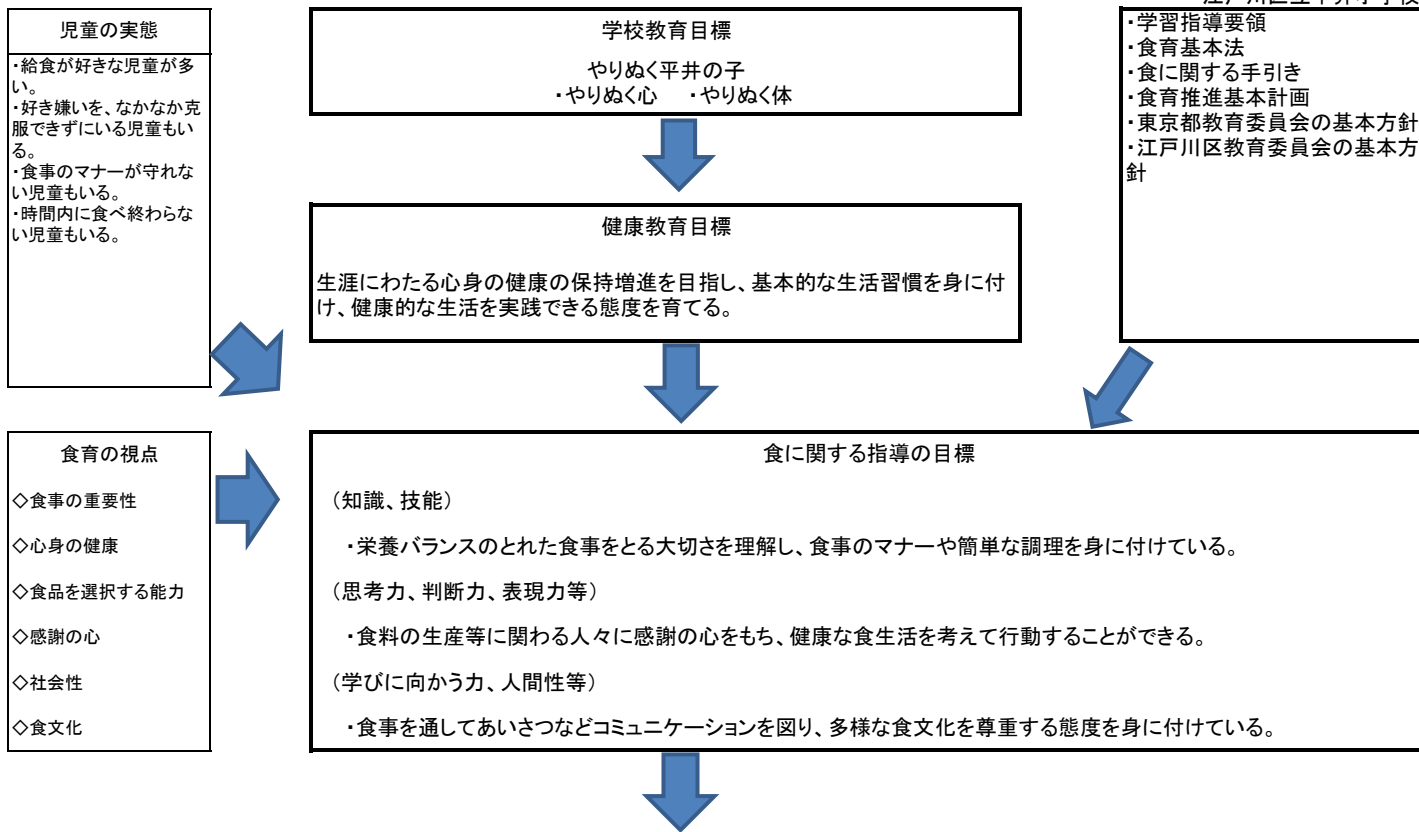 児童の実態
・給食が好きな児童が多
い。
・好き嫌いを、なかなか克
服できずにいる児童もい
る。
・食事のマナーが守れな
い児童もいる。
・時間内に食べ終わらな
い児童もいる。
学校教育目標
やりぬく平井の子
・やりぬく心　・やりぬく体
・学習指導要領
・食育基本法
・食に関する手引き
・食育推進基本計画
・東京都教育委員会の基本方針
・江戸川区教育委員会の基本方
針
健康教育目標
生涯にわたる心身の健康の保持増進を目指し、基本的な生活習慣を身に付
け、健康的な生活を実践できる態度を育てる。
食育の視点
◇食事の重要性
◇心身の健康
◇食品を選択する能力
◇感謝の心
◇社会性
◇食文化
食に関する指導の目標
（知識、技能）
・栄養バランスのとれた食事をとる大切さを理解し、食事のマナーや簡単な調理を身に付けている。
（思考力、判断力、表現力等）
・食料の生産等に関わる人々に感謝の心をもち、健康な食生活を考えて行動することができる。
（学びに向かう力、人間性等）
・食事を通してあいさつなどコミュニケーションを図り、多様な食文化を尊重する態度を身に付けている。